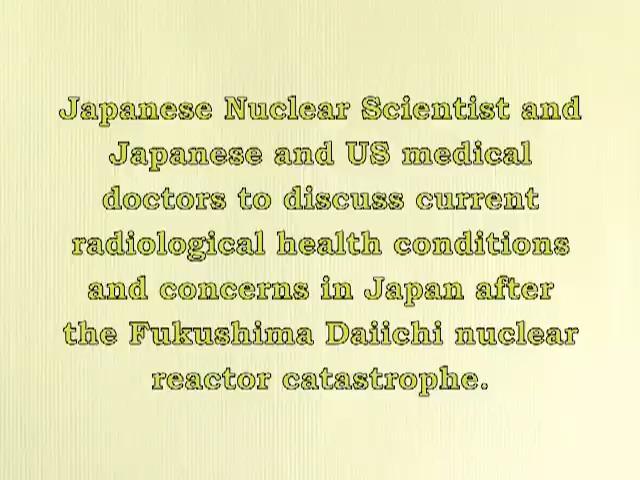 Japanese Nuclear Scientist and
Japanese and US medical
doctors to discuss current
radiological health conditions
and concerns in Japan after
the Fukushima Daiichi nuclear
reactor catastrophe.